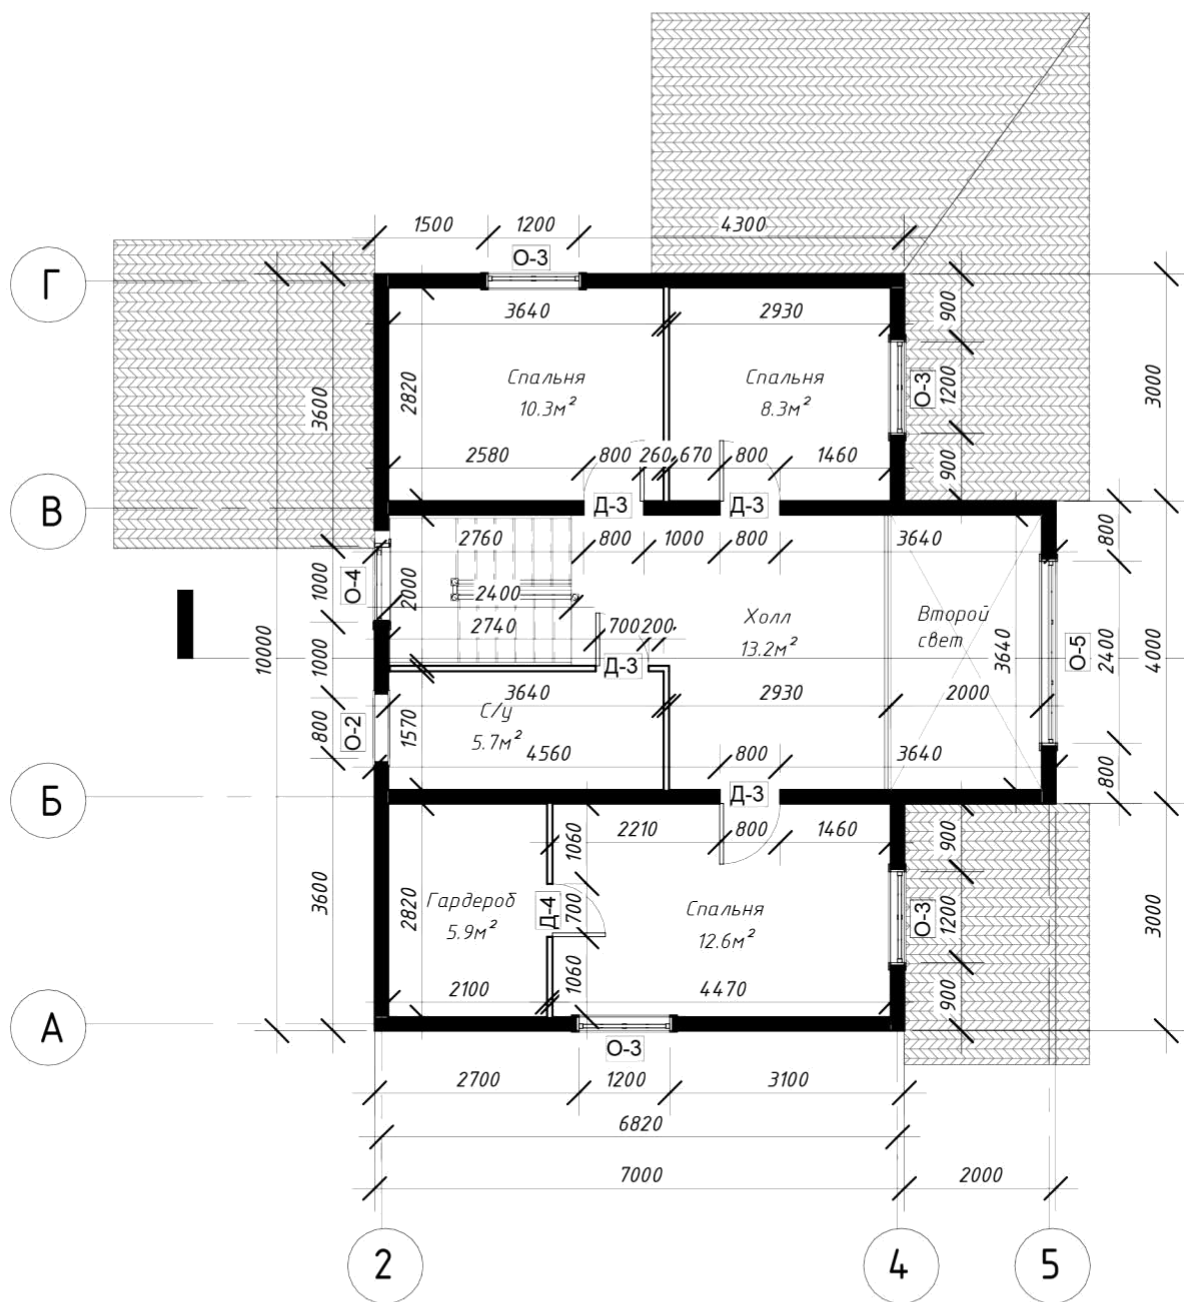 1500 1200 4300
О-3
Г
3640 2930
900
Спальня
10.3м²
Спальня
8.3м²
О-3
1200
3000
3600
2820
2580 800 260 670 800 1460
900
В
Д-3 Д-3
2760 800 1000 800 3640
800
О-4
1000
2000
2400
2740 700 200
Холл
13.2м²
Второй
свет
3640
О-5
2400
4000
10000
1000
Д-3
3640 2930 2000
О-2
800
1570
С/у
5.7м²
4560 800 3640
800
Б
Д-3
2210 800 1460
1060
900
3600
2820
Гардероб
5.9м²
Д-4
700
Спальня
12.6м²
О-3
1200
3000
1060
2100 4470
900
А
О-3
2700 1200 3100
6820
7000 2000
2 4 5